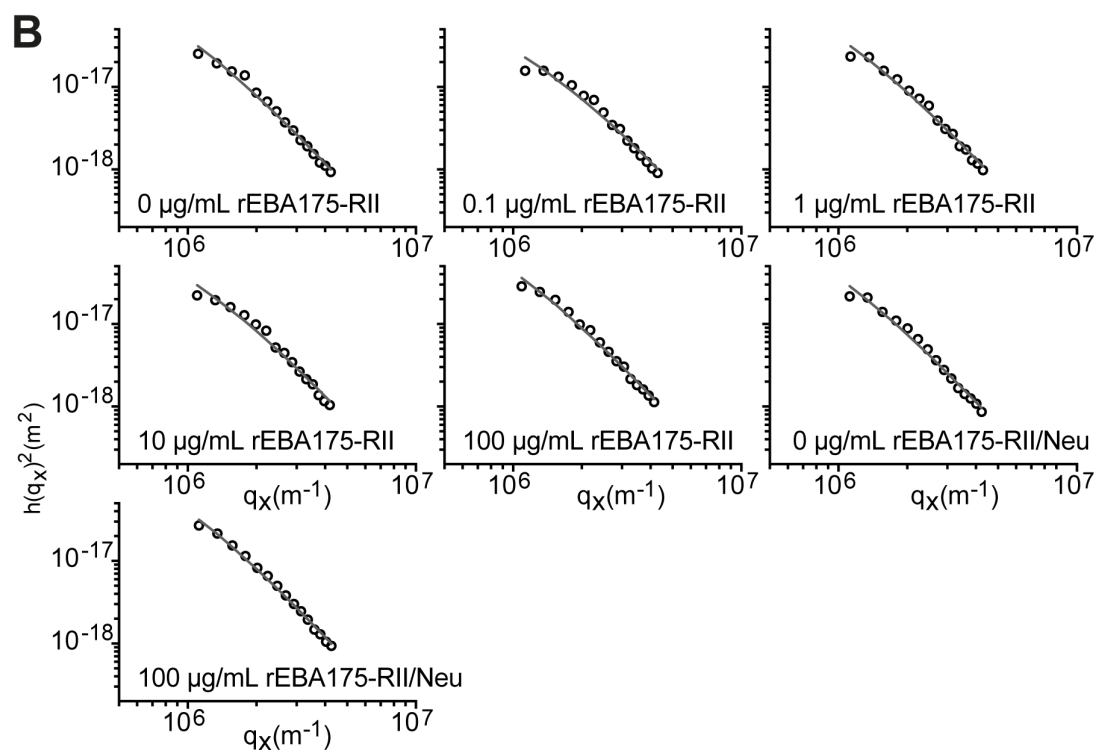 B
10⁻¹⁷
10⁻¹⁸
0 µg/mL rEBA175-RII
0.1 µg/mL rEBA175-RII
1 µg/mL rEBA175-RII
10⁶ 10⁷ 10⁶ 10⁷ 10⁶ 10⁷
10⁻¹⁷
10⁻¹⁸
10 µg/mL rEBA175-RII
100 µg/mL rEBA175-RII
0 µg/mL rEBA175-RII/Neu
10⁶ 10⁷ 10⁶ 10⁷ 10⁶ 10⁷
qₓ(m⁻¹) qₓ(m⁻¹) qₓ(m⁻¹)
h(qₓ)²(m²)
10⁻¹⁷
10⁻¹⁸
100 µg/mL rEBA175-RII/Neu
10⁶ 10⁷
qₓ(m⁻¹)